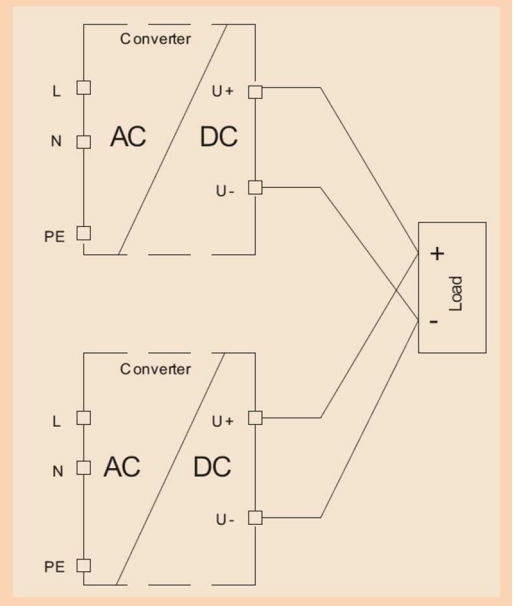 Converter
L
U+
N
AC
DC
U-
PE
+
Load
-
Converter
L
U+
N
AC
DC
U-
PE